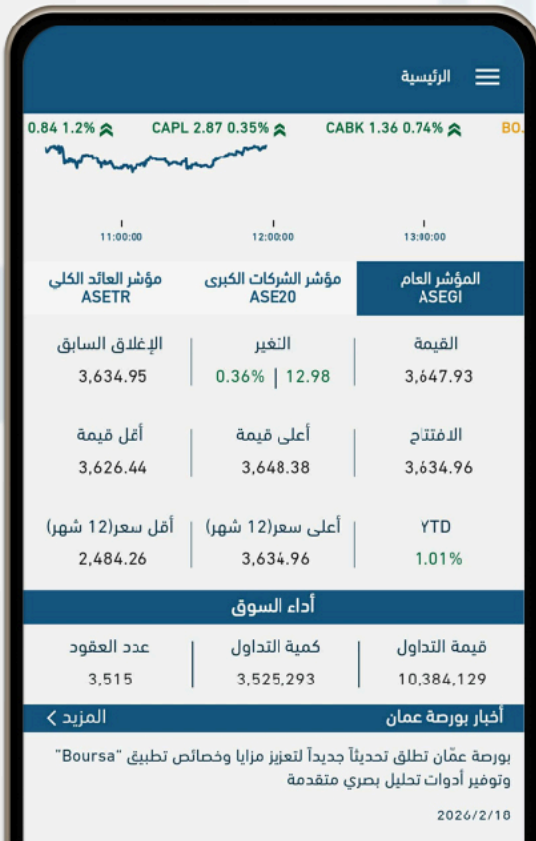 الرئيسية
0.84 1.2% CAPL 2.87 0.35% CABK 1.36 0.74% BO.
11:00:00 12:00:00 13:00:00
المؤشر العام مؤشر الشركات الكبرى مؤشر العائد الكلي
ASEGI ASE20 ASETR
القيمة التغير الإغلاق السابق
3,647.93 0.36% | 12.98 3,634.95
الافتتاح أعلى قيمة أقل قيمة
3,634.96 3,648.38 3,626.44
YTD أعلى سعر(12 شهر) أقل سعر(12 شهر)
1.01% 3,634.96 2,484.26
أداء السوق
قيمة التداول كمية التداول عدد العقود
10,384,129 3,525,293 3,515
أخبار بورصة عمان المزيد >
بورصة عمّان تطلق تحديثاً جديداً لتعزيز مزايا وخصائص تطبيق "Boursa"
وتوفير أدوات تحليل بصري متقدمة
2026/2/18